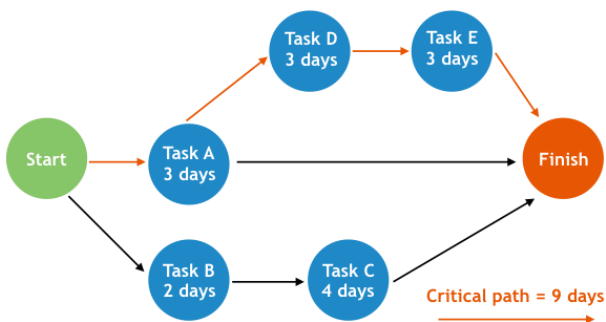 Task D
3 days
Task E
3 days
Start
Task A
3 days
Finish
Task B
2 days
Task C
4 days
Critical path = 9 days